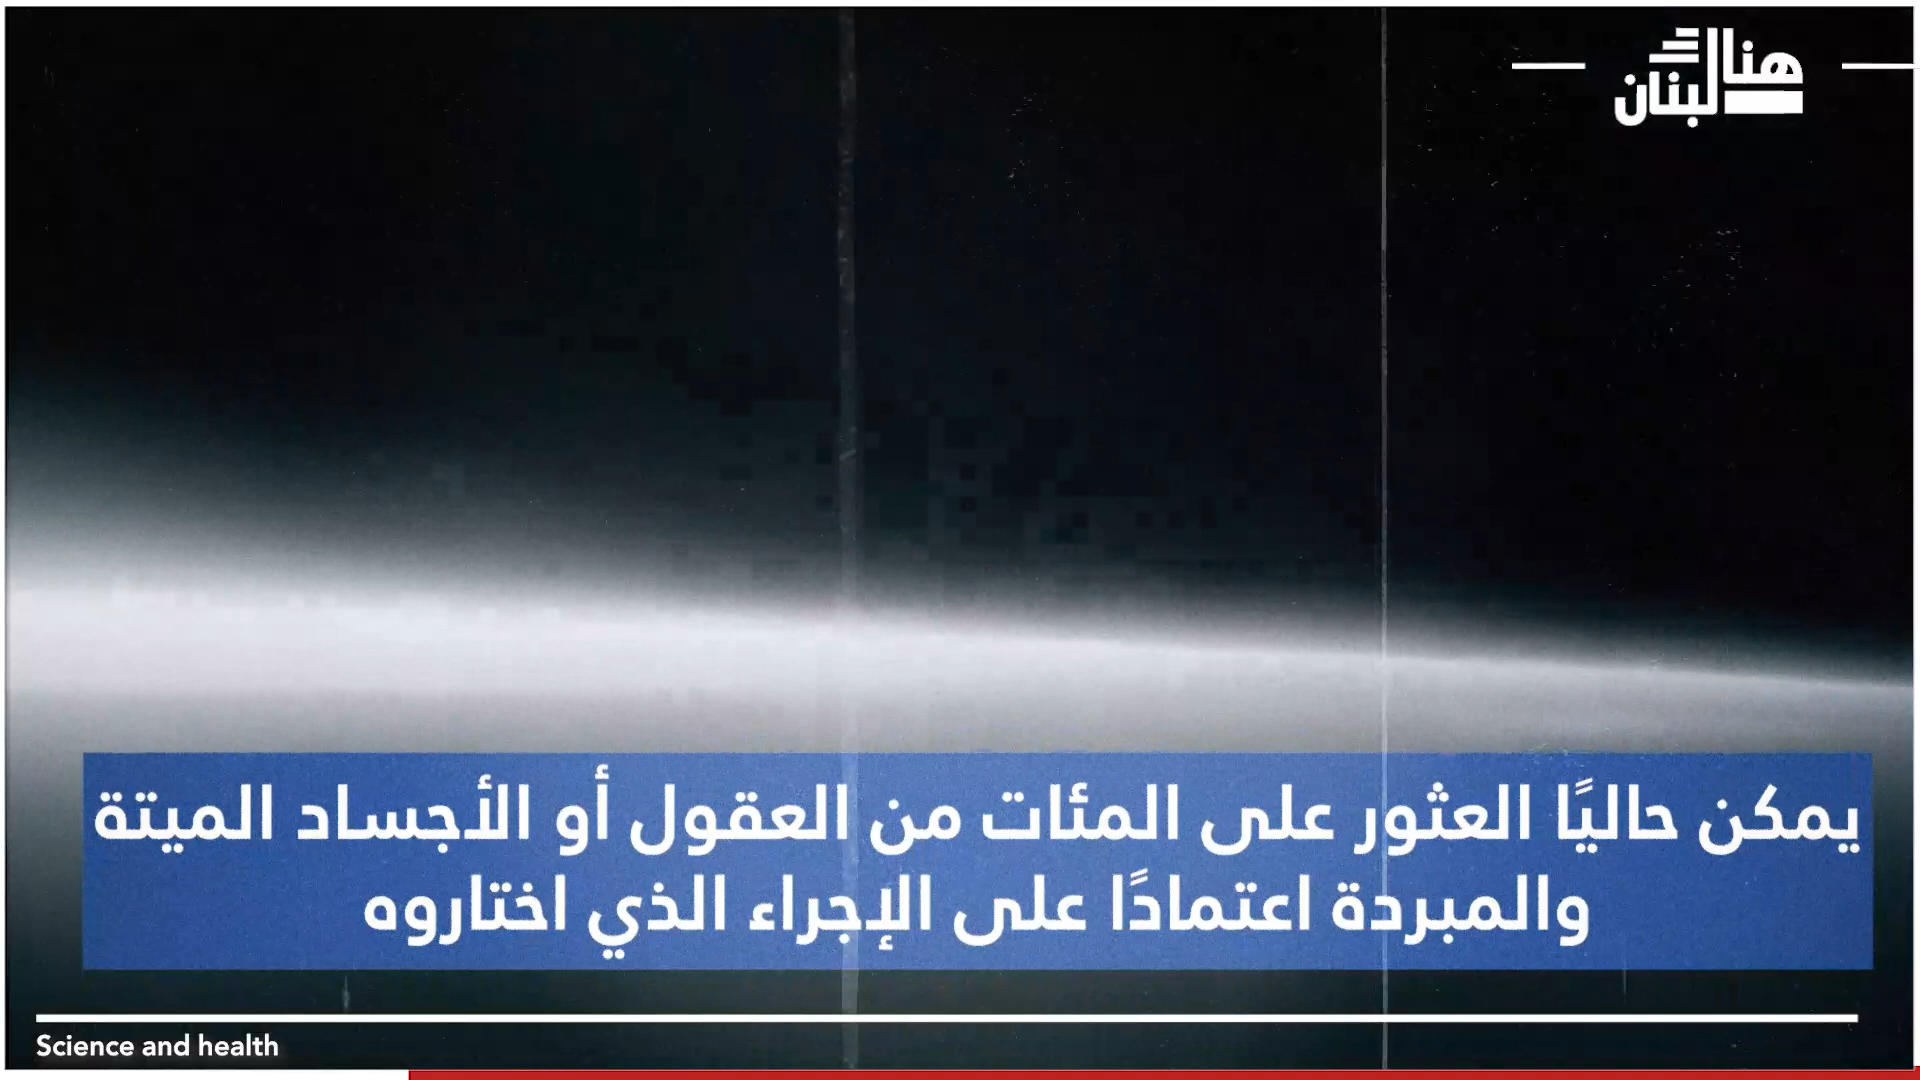 هنا لبنان
يمكن حاليًا العثور على المئات من العقول أو الأجساد الميتة
والمبردة اعتمادًا على الإجراء الذي اختاروه
Science and health